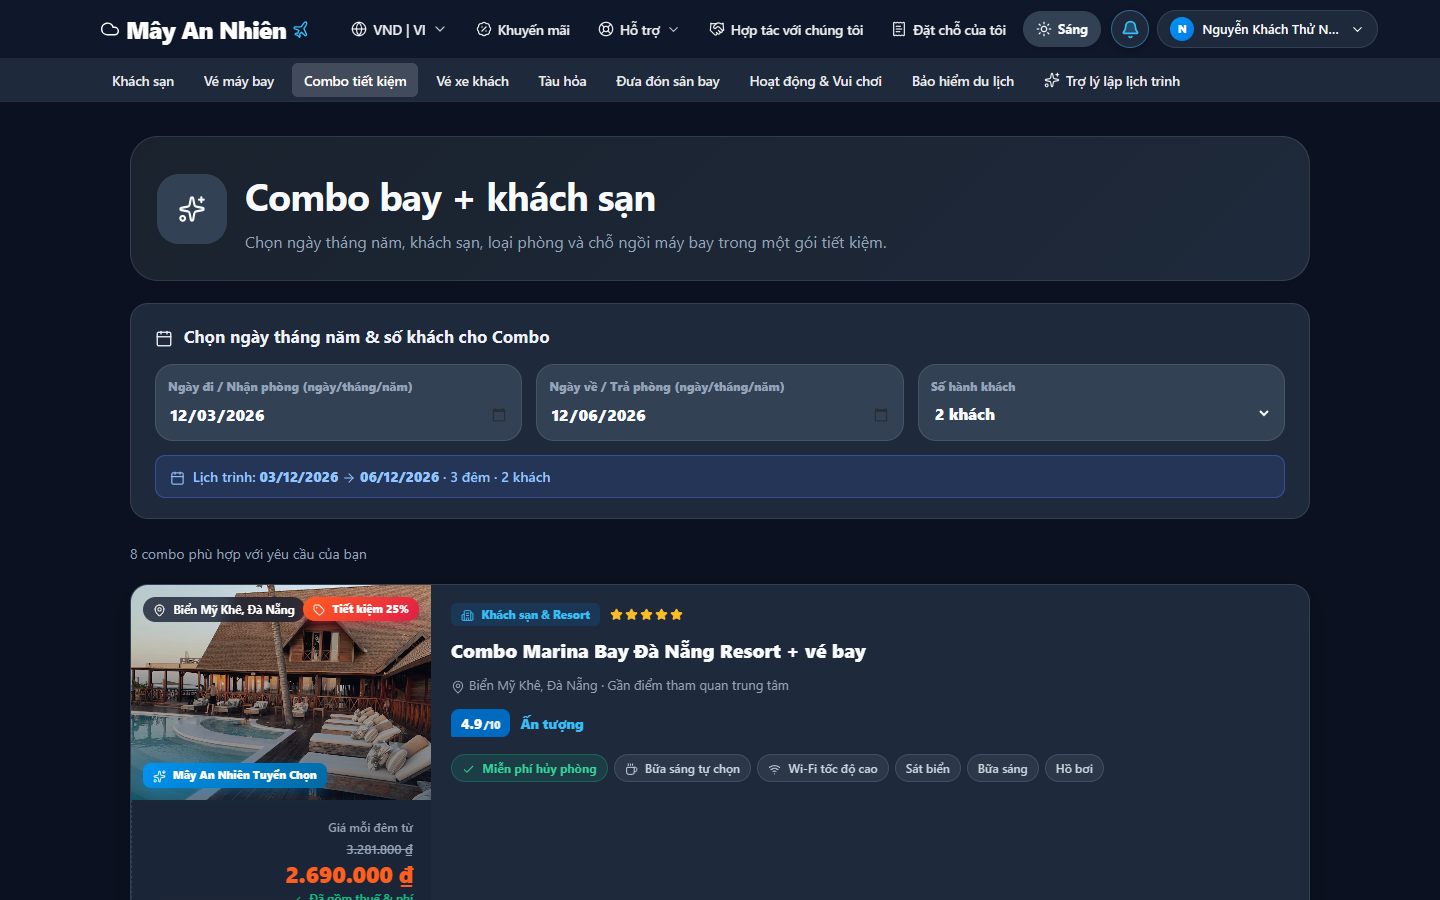 Mây An Nhiên
VND | VI
Khuyến mãi
Hỗ trợ
Hợp tác với chúng tôi
Đặt chỗ của tôi
Sáng
N
Nguyễn Khách Thử N...
Khách sạn
Vé máy bay
Combo tiết kiệm
Vé xe khách
Tàu hỏa
Đưa đón sân bay
Hoạt động & Vui chơi
Bảo hiểm du lịch
Trợ lý lập lịch trình
Combo bay + khách sạn
Chọn ngày tháng năm, khách sạn, loại phòng và chỗ ngồi máy bay trong một gói tiết kiệm.
Chọn ngày tháng năm & số khách cho Combo
Ngày đi / Nhận phòng (ngày/tháng/năm)
12/03/2026
Ngày về / Trả phòng (ngày/tháng/năm)
12/06/2026
Số hành khách
2 khách
Lịch trình: 03/12/2026 → 06/12/2026 · 3 đêm · 2 khách
8 combo phù hợp với yêu cầu của bạn
Biển Mỹ Khê, Đà Nẵng
Tiết kiệm 25%
Mây An Nhiên Tuyển Chọn
Khách sạn & Resort
Combo Marina Bay Đà Nẵng Resort + vé bay
Biển Mỹ Khê, Đà Nẵng · Gần điểm tham quan trung tâm
4.9/10
Ấn tượng
Miễn phí hủy phòng
Bữa sáng tự chọn
Wi-Fi tốc độ cao
Sát biển
Bữa sáng
Hồ bơi
Giá mỗi đêm từ
3.281.800 ₫
2.690.000 ₫
Đã gồm thuế & phí